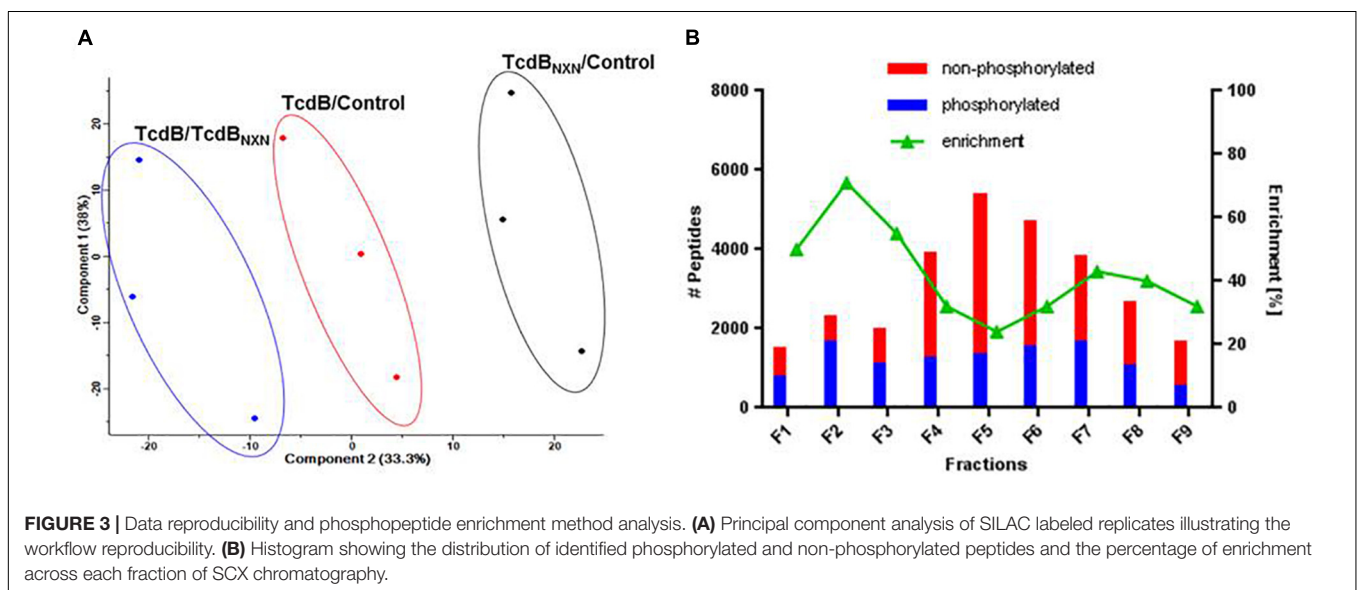 A
TcdB/TcdBNXN
TcdB/Control
TcdBNXN/Control
Component 1 (38%)
20
10
0
-10
-20
-20
-10
0
10
20
Component 2 (33.3%)
B
non-phosphorylated
phosphorylated
enrichment
# Peptides
8000
6000
4000
2000
0
100
80
60
40
20
0
Enrichment [%]
F1
F2
F3
F4
F5
F6
F7
F8
F9
Fractions
FIGURE 3 | Data reproducibility and phosphopeptide enrichment method analysis. (A) Principal component analysis of SILAC labeled replicates illustrating the
workflow reproducibility. (B) Histogram showing the distribution of identified phosphorylated and non-phosphorylated peptides and the percentage of enrichment
across each fraction of SCX chromatography.